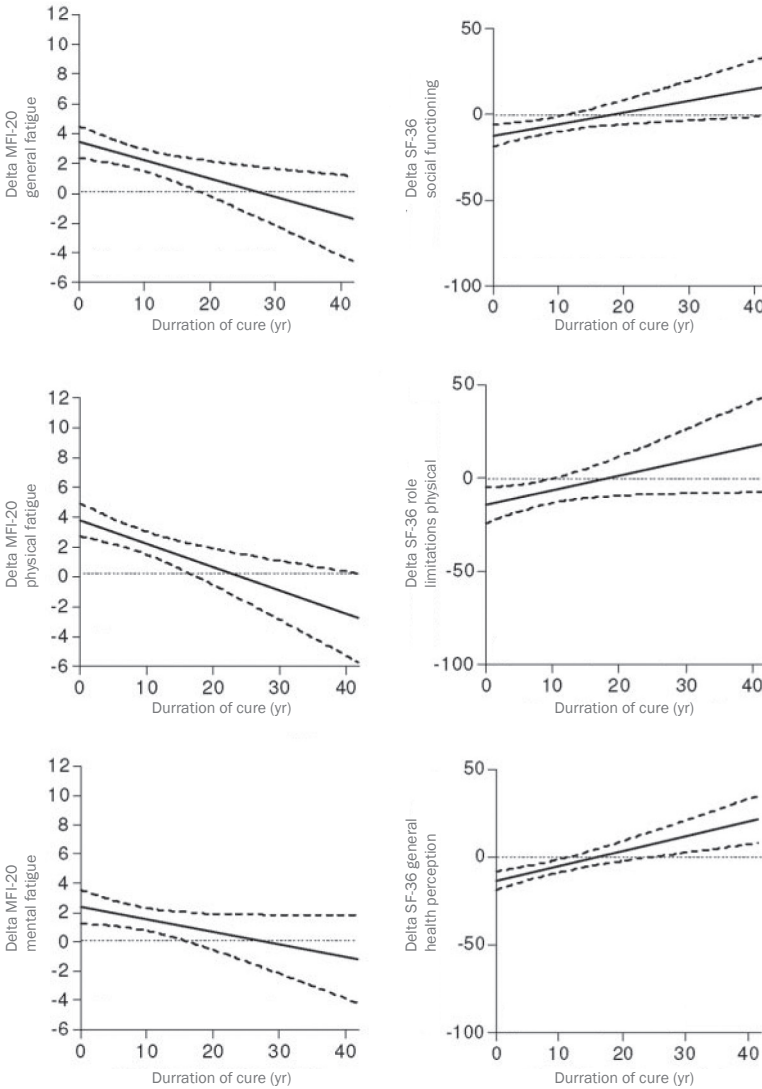 12
10
8
6
4
2
0
-2
-4
-6
Delta MFI-20
general fatigue
0 10 20 30 40
Durration of cure (yr)
50
0
-50
-100
Delta SF-36
social functioning
0 10 20 30 40
Durration of cure (yr)
12
10
8
6
4
2
0
-2
-4
-6
Delta MFI-20
physical fatigue
0 10 20 30 40
Durration of cure (yr)
50
0
-50
-100
Delta SF-36 role
limitations physical
0 10 20 30 40
Durration of cure (yr)
12
10
8
6
4
2
0
-2
-4
-6
Delta MFI-20
mental fatigue
0 10 20 30 40
Durration of cure (yr)
50
0
-50
-100
Delta SF-36 general
health perception
0 10 20 30 40
Durration of cure (yr)